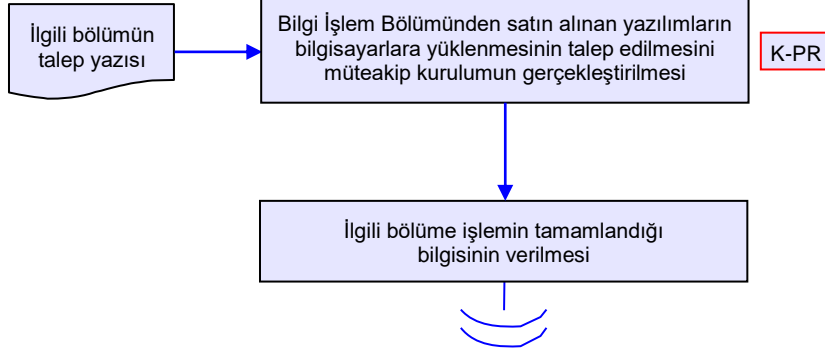 İlgili bölümün
talep yazısı
Bilgi İşlem Bölümünden satın alınan yazılımların
bilgisayarlara yüklenmesinin talep edilmesini
müteakip kurulumun gerçekleştirilmesi
K-PR
İlgili bölüme işlemin tamamlandığı
bilgisinin verilmesi